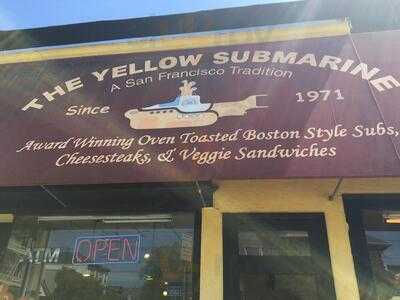 THE YELLOW SUBMARINE
A San Francisco Tradition
Since 1971
Award Winning Oven Toasted Boston Style Subs,
Cheesesteaks, & Veggie Sandwiches
ATM OPEN